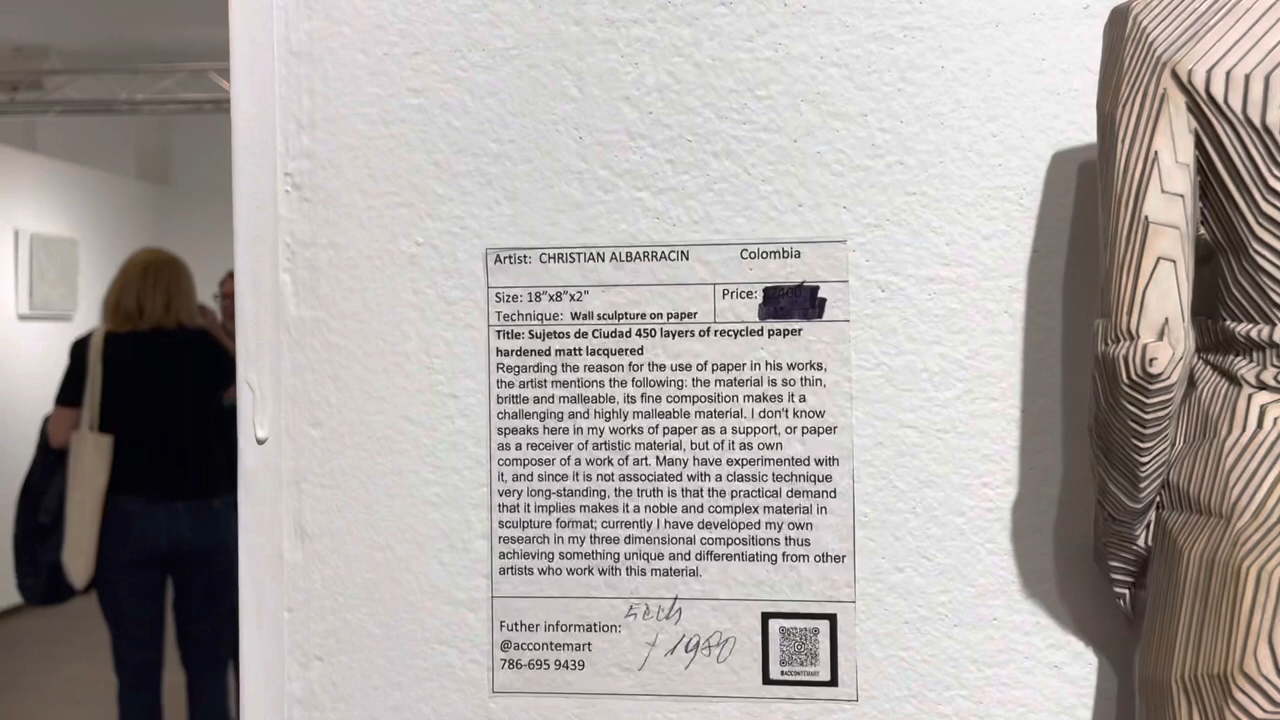 Artist: CHRISTIAN ALBARRACIN Colombia
Size: 18"x8"x2" Price:
Technique: Wall sculpture on paper
Title: Sujetos de Ciudad 450 layers of recycled paper
hardened matt lacquered
Regarding the reason for the use of paper in his works,
the artist mentions the following: the material is so thin,
brittle and malleable, its fine composition makes it a
challenging and highly malleable material. I don't know
speaks here in my works of paper as a support, or paper
as a receiver of artistic material, but of it as own
composer of a work of art. Many have experimented with
it, and since it is not associated with a classic technique
very long-standing, the truth is that the practical demand
that it implies makes it a noble and complex material in
sculpture format; currently I have developed my own
research in my three dimensional compositions thus
achieving something unique and differentiating from other
artists who work with this material.
Each
Futher information:
@accontemart 1980
786-695 9439
@ACCONTEMART